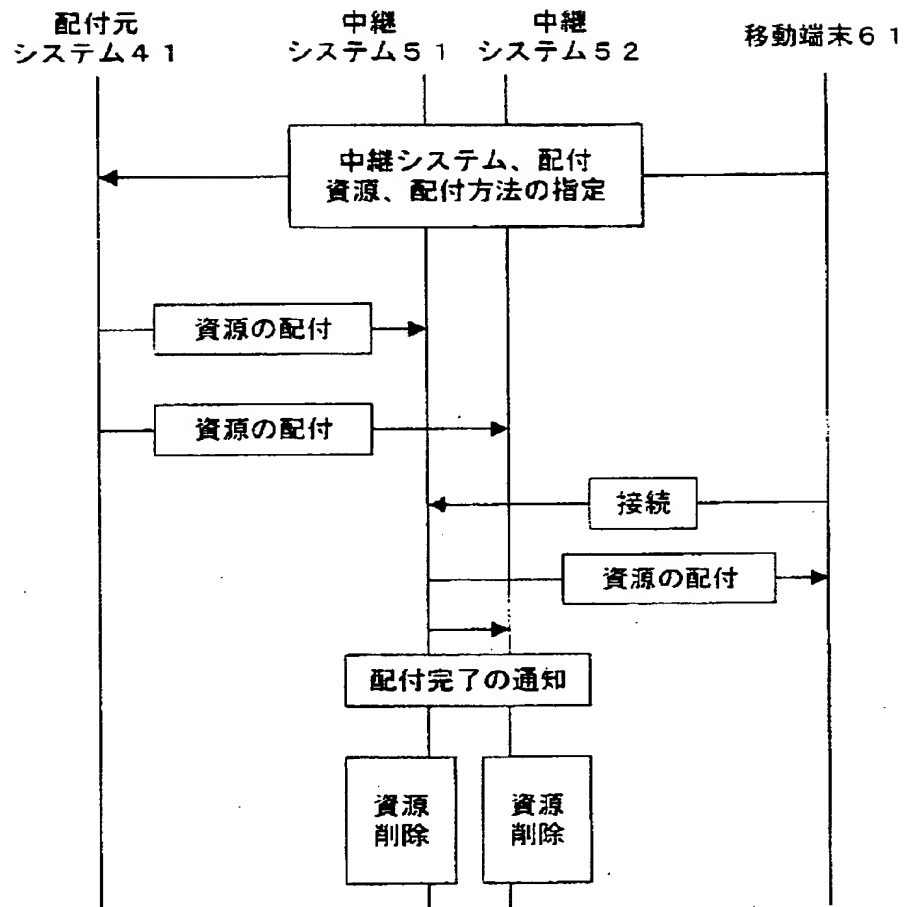 配付元
システム４１
中継
システム５１
中継
システム５２
移動端末６１
中継システム、配付
資源、配付方法の指定
資源の配付
資源の配付
接続
資源の配付
配付完了の通知
資源
削除
資源
削除